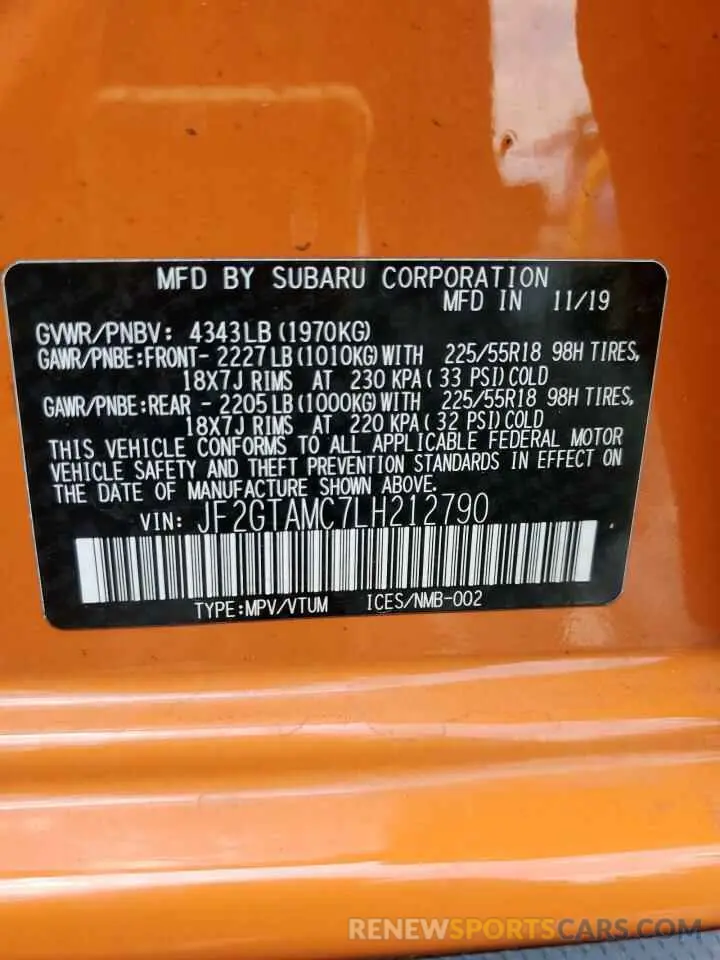 MFD BY SUBARU CORPORATION
MFD IN 11/19
GVWR/PNBV: 4343LB (1970KG)
GAWR/PNBE:FRONT- 2227LB (1010KG) WITH 225/55R18 98H TIRES,
18X7J RIMS AT 230 KPA ( 33 PSI) COLD
GAWR/PNBE:REAR - 2205LB (1000KG) WITH 225/55R18 98H TIRES,
18X7J RIMS AT 220 KPA ( 32 PSI) COLD
THIS VEHICLE CONFORMS TO ALL APPLICABLE FEDERAL MOTOR
VEHICLE SAFETY AND THEFT PREVENTION STANDARDS IN EFFECT ON
THE DATE OF MANUFACTURE SHOWN ABOVE.
VIN: JF2GTAMC7LH212790
TYPE:MPV/VTUM ICES/NMB-002
RENEWSPORTSCARS.COM